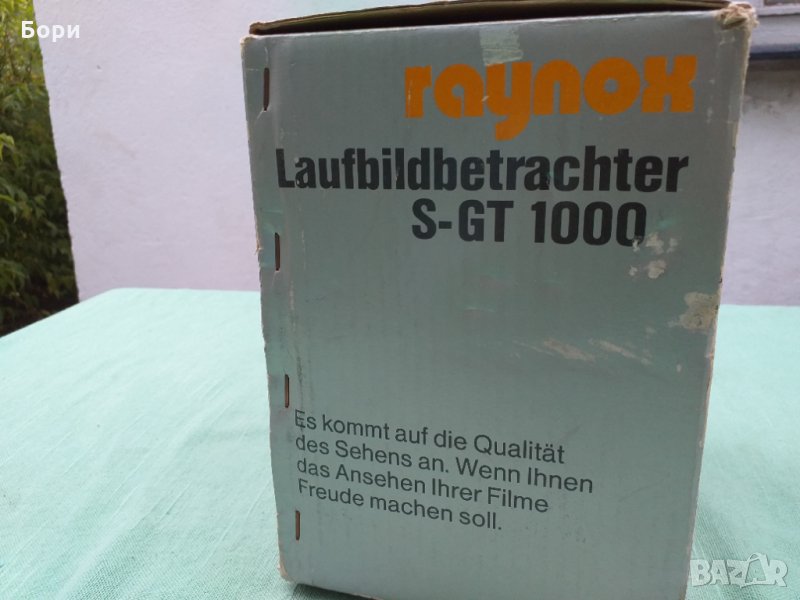 Бори
raynox
Laufbildbetrachter
S-GT 1000
Es kommt auf die Qualität
des Sehens an. Wenn Ihnen
das Ansehen Ihrer Filme
Freude machen soll.
BAZAR